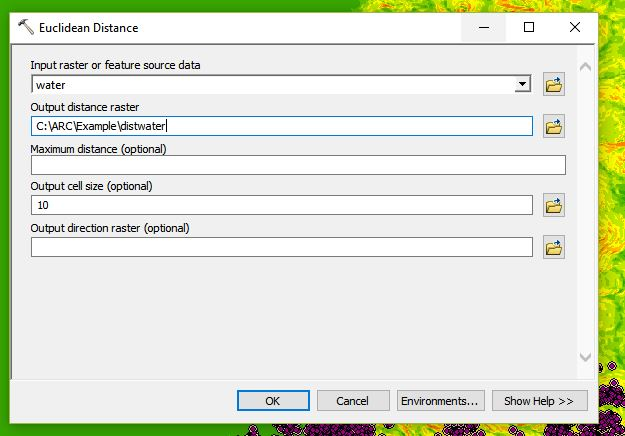 Euclidean Distance
Input raster or feature source data
water
Output distance raster
C:\ARC\Example\distwater
Maximum distance (optional)
Output cell size (optional)
10
Output direction raster (optional)
OK Cancel Environments... Show Help >>